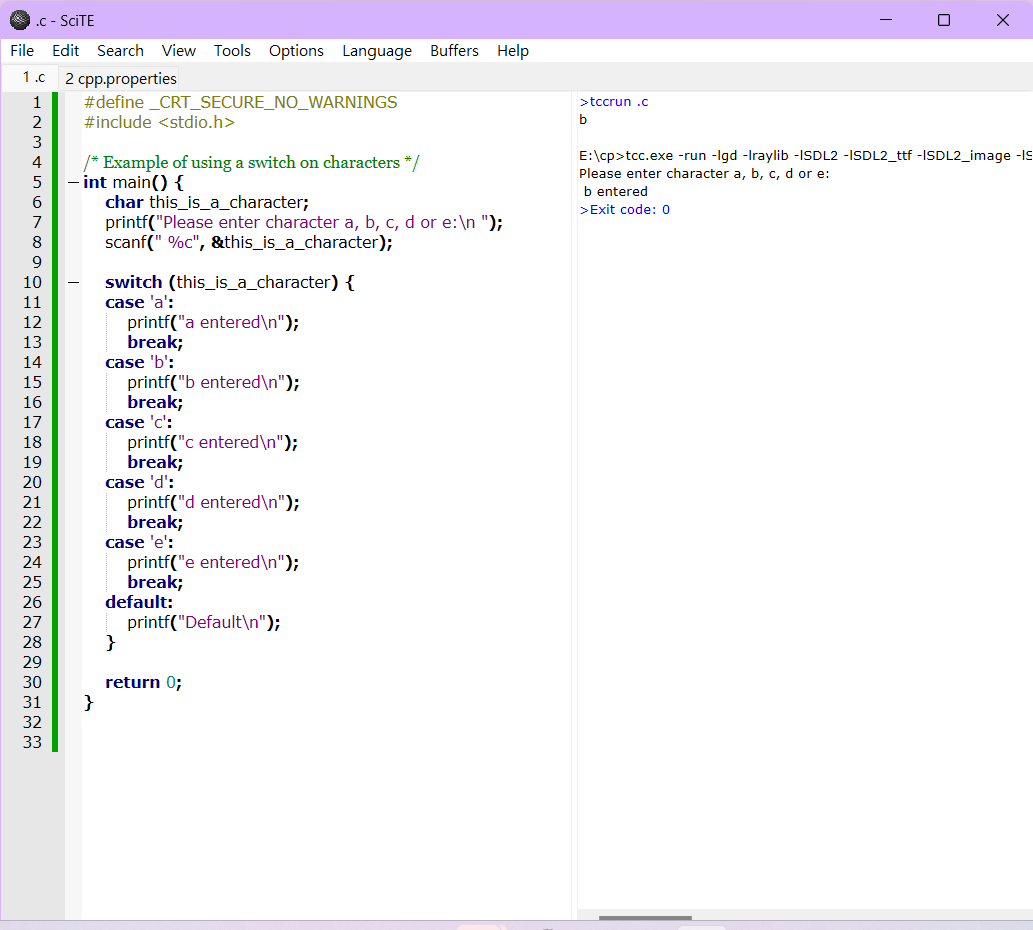 .c - SciTE
File Edit Search View Tools Options Language Buffers Help
1 .c 2 cpp.properties
1 #define _CRT_SECURE_NO_WARNINGS
2 #include <stdio.h>
3
4 /* Example of using a switch on characters */
5 int main() {
6 char this_is_a_character;
7 printf("Please enter character a, b, c, d or e:\n ");
8 scanf(" %c", &this_is_a_character);
9
10 switch (this_is_a_character) {
11 case 'a':
12 printf("a entered\n");
13 break;
14 case 'b':
15 printf("b entered\n");
16 break;
17 case 'c':
18 printf("c entered\n");
19 break;
20 case 'd':
21 printf("d entered\n");
22 break;
23 case 'e':
24 printf("e entered\n");
25 break;
26 default:
27 printf("Default\n");
28 }
29
30 return 0;
31 }
32
33
>tccrun .c
b
E:\cp>tcc.exe -run -lgd -lraylib -lSDL2 -lSDL2_ttf -lSDL2_image -lS
Please enter character a, b, c, d or e:
b entered
>Exit code: 0